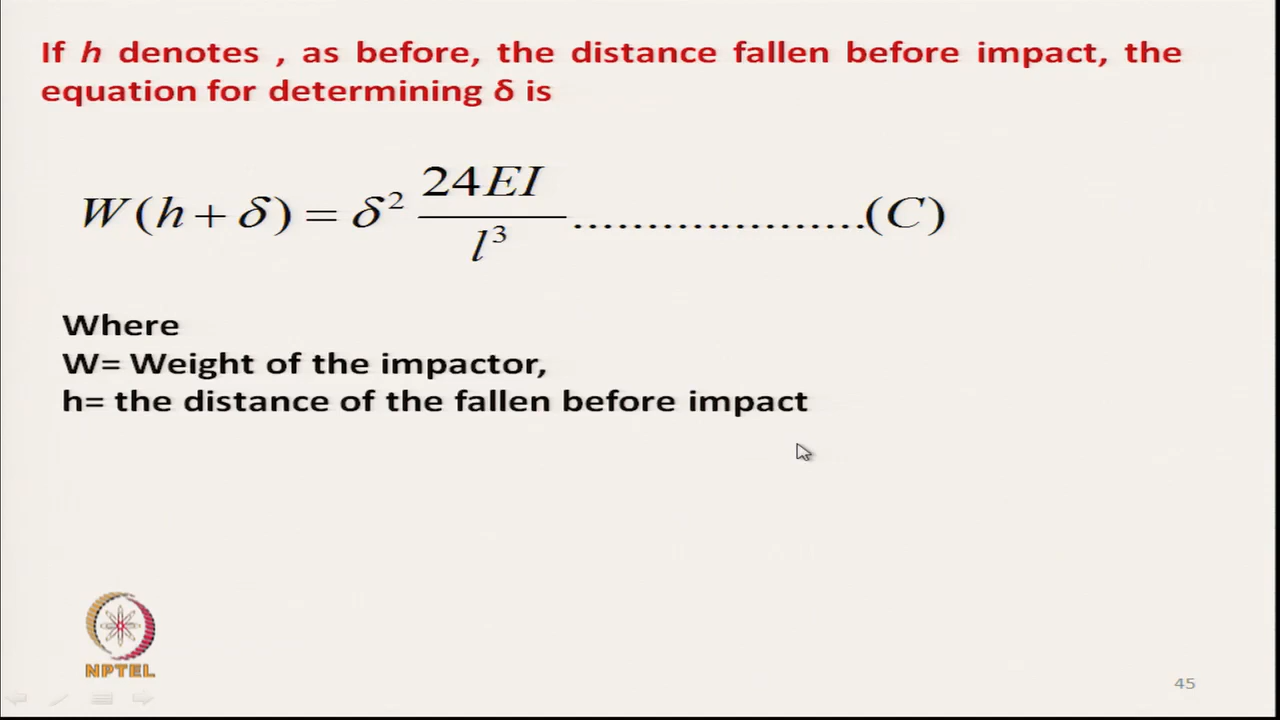 If h denotes , as before, the distance fallen before impact, the
equation for determining δ is
W(h + δ) = δ² 24EI / l³ ....................(C)
Where
W= Weight of the impactor,
h= the distance of the fallen before impact
NPTEL
45